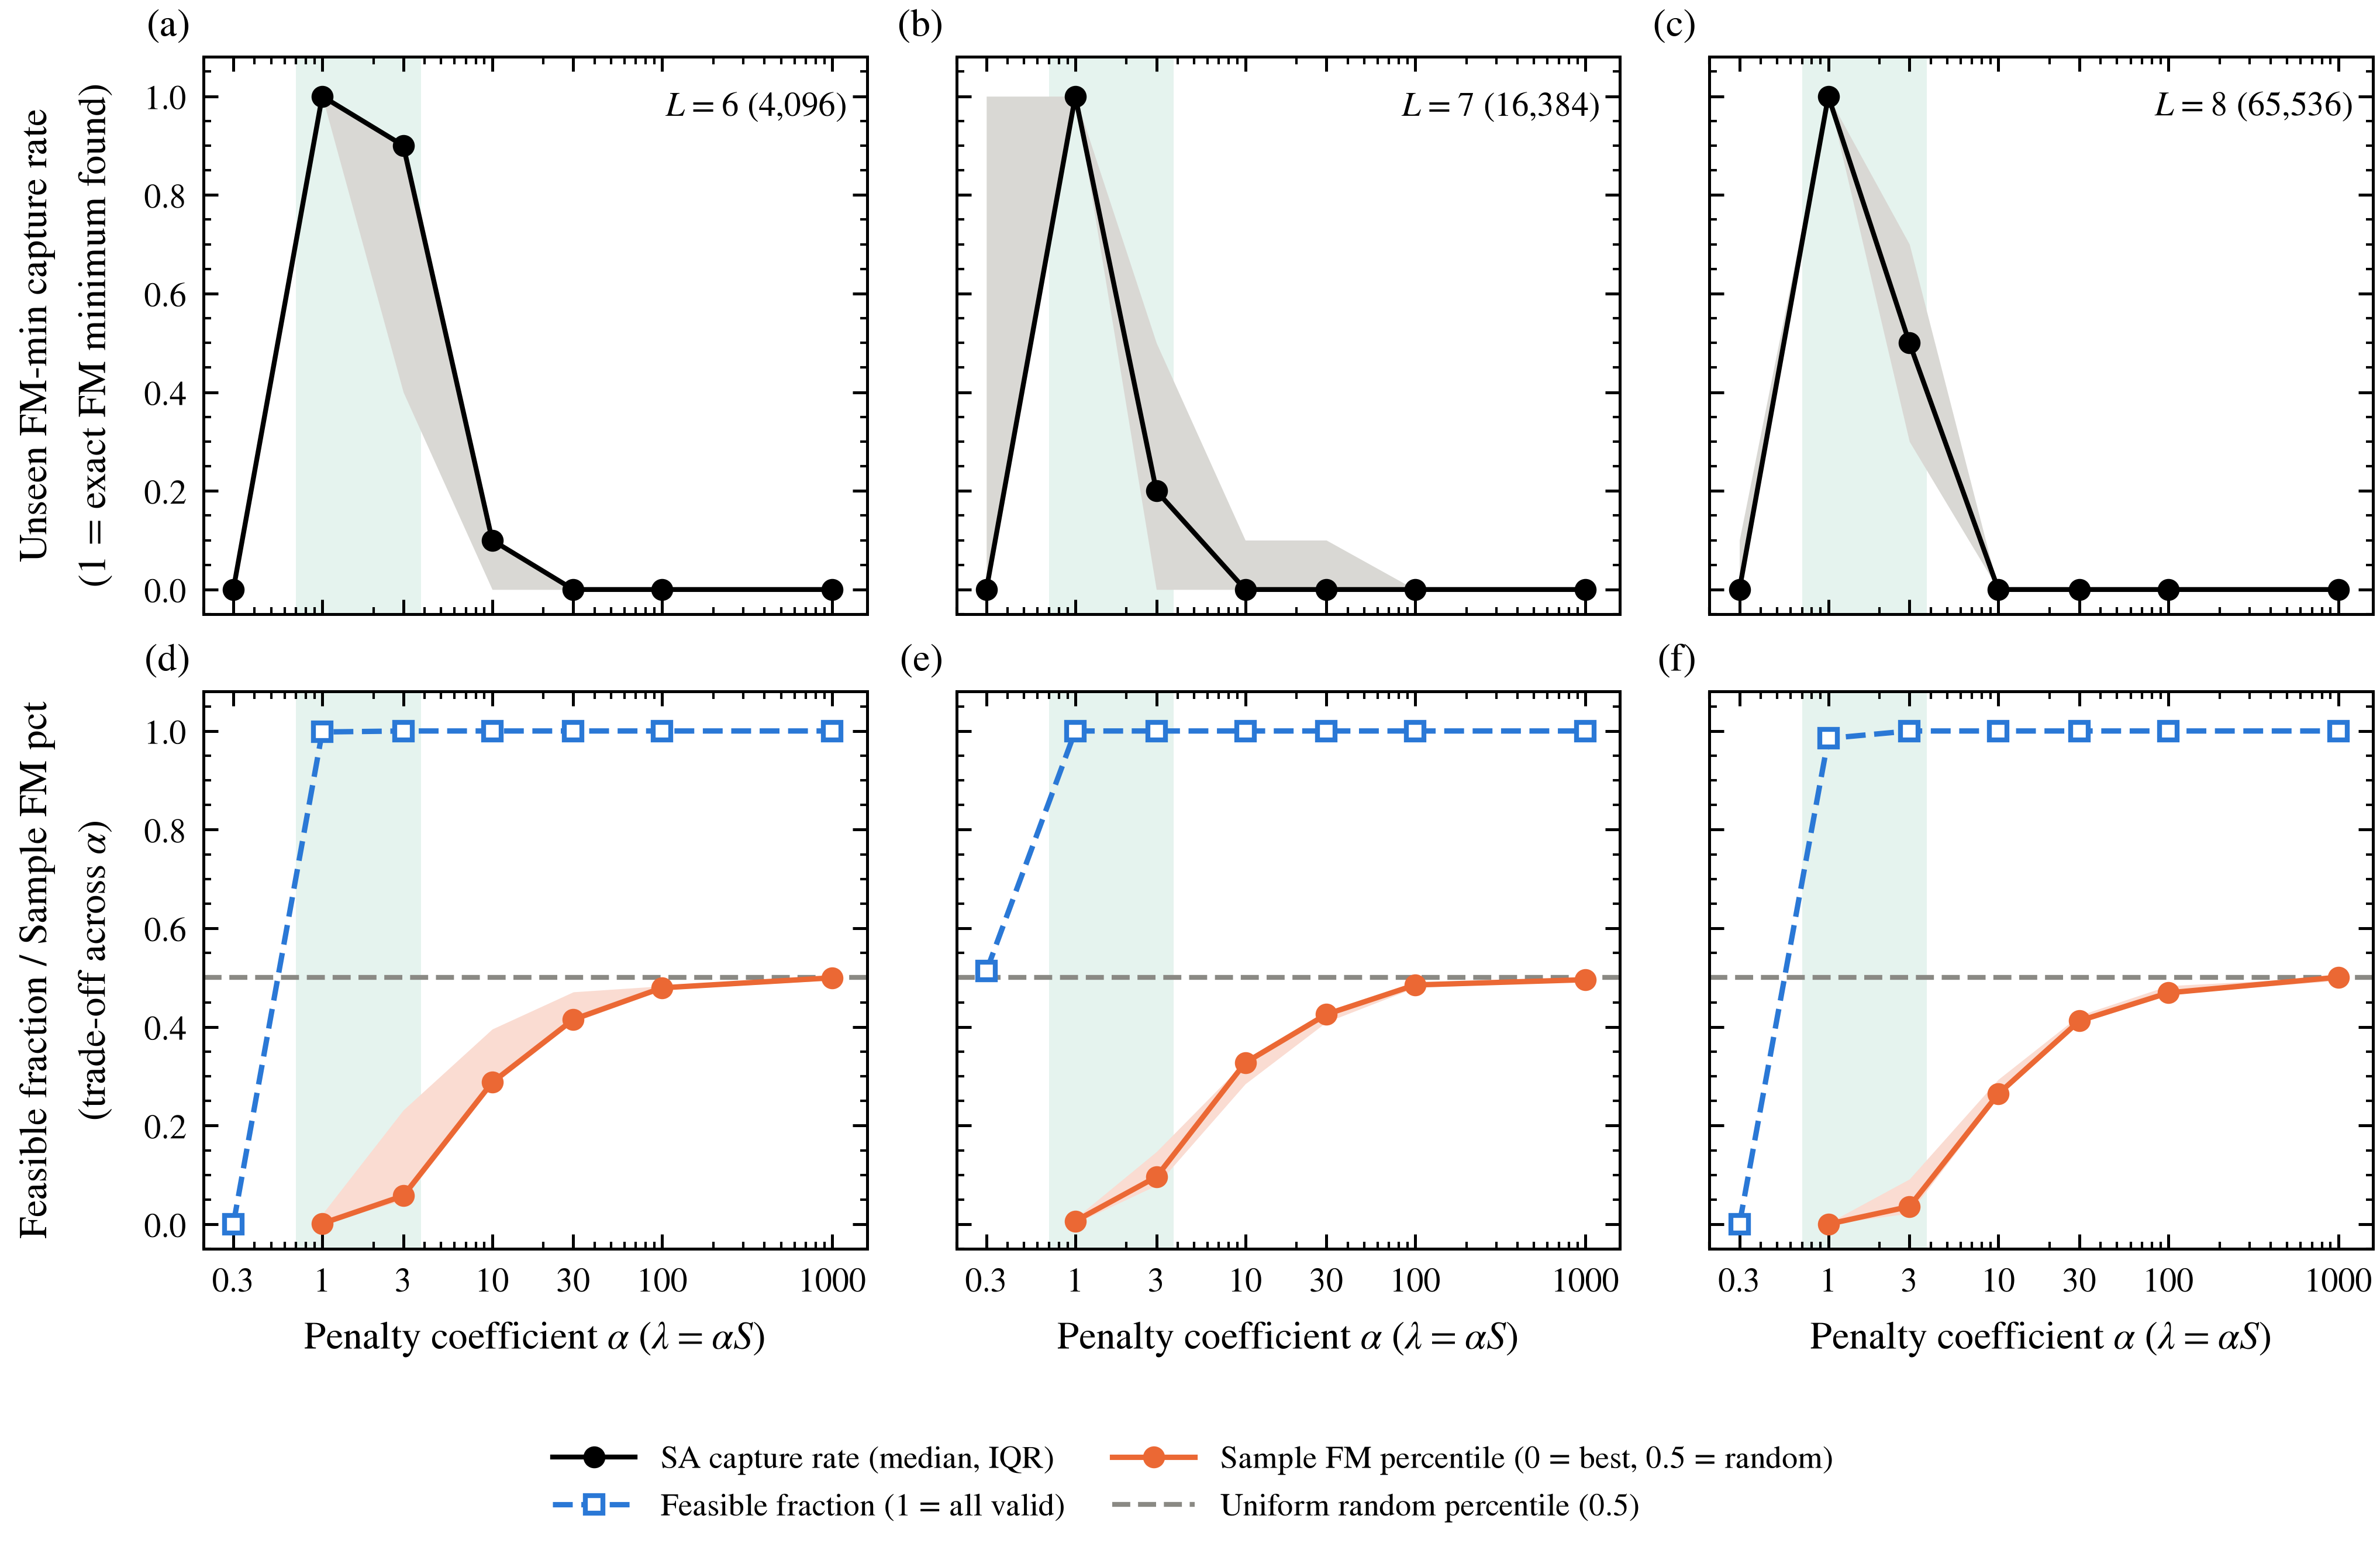 (a)
(b)
(c)
Unseen FM-min capture rate
(1 = exact FM minimum found)
1.0
0.8
0.6
0.4
0.2
0.0
L = 6 (4,096)
L = 7 (16,384)
L = 8 (65,536)
(d)
(e)
(f)
Feasible fraction / Sample FM pct
(trade-off across α)
1.0
0.8
0.6
0.4
0.2
0.0
0.3 1 3 10 30 100 1000
0.3 1 3 10 30 100 1000
0.3 1 3 10 30 100 1000
Penalty coefficient α (λ = αS)
Penalty coefficient α (λ = αS)
Penalty coefficient α (λ = αS)
SA capture rate (median, IQR)
Feasible fraction (1 = all valid)
Sample FM percentile (0 = best, 0.5 = random)
Uniform random percentile (0.5)